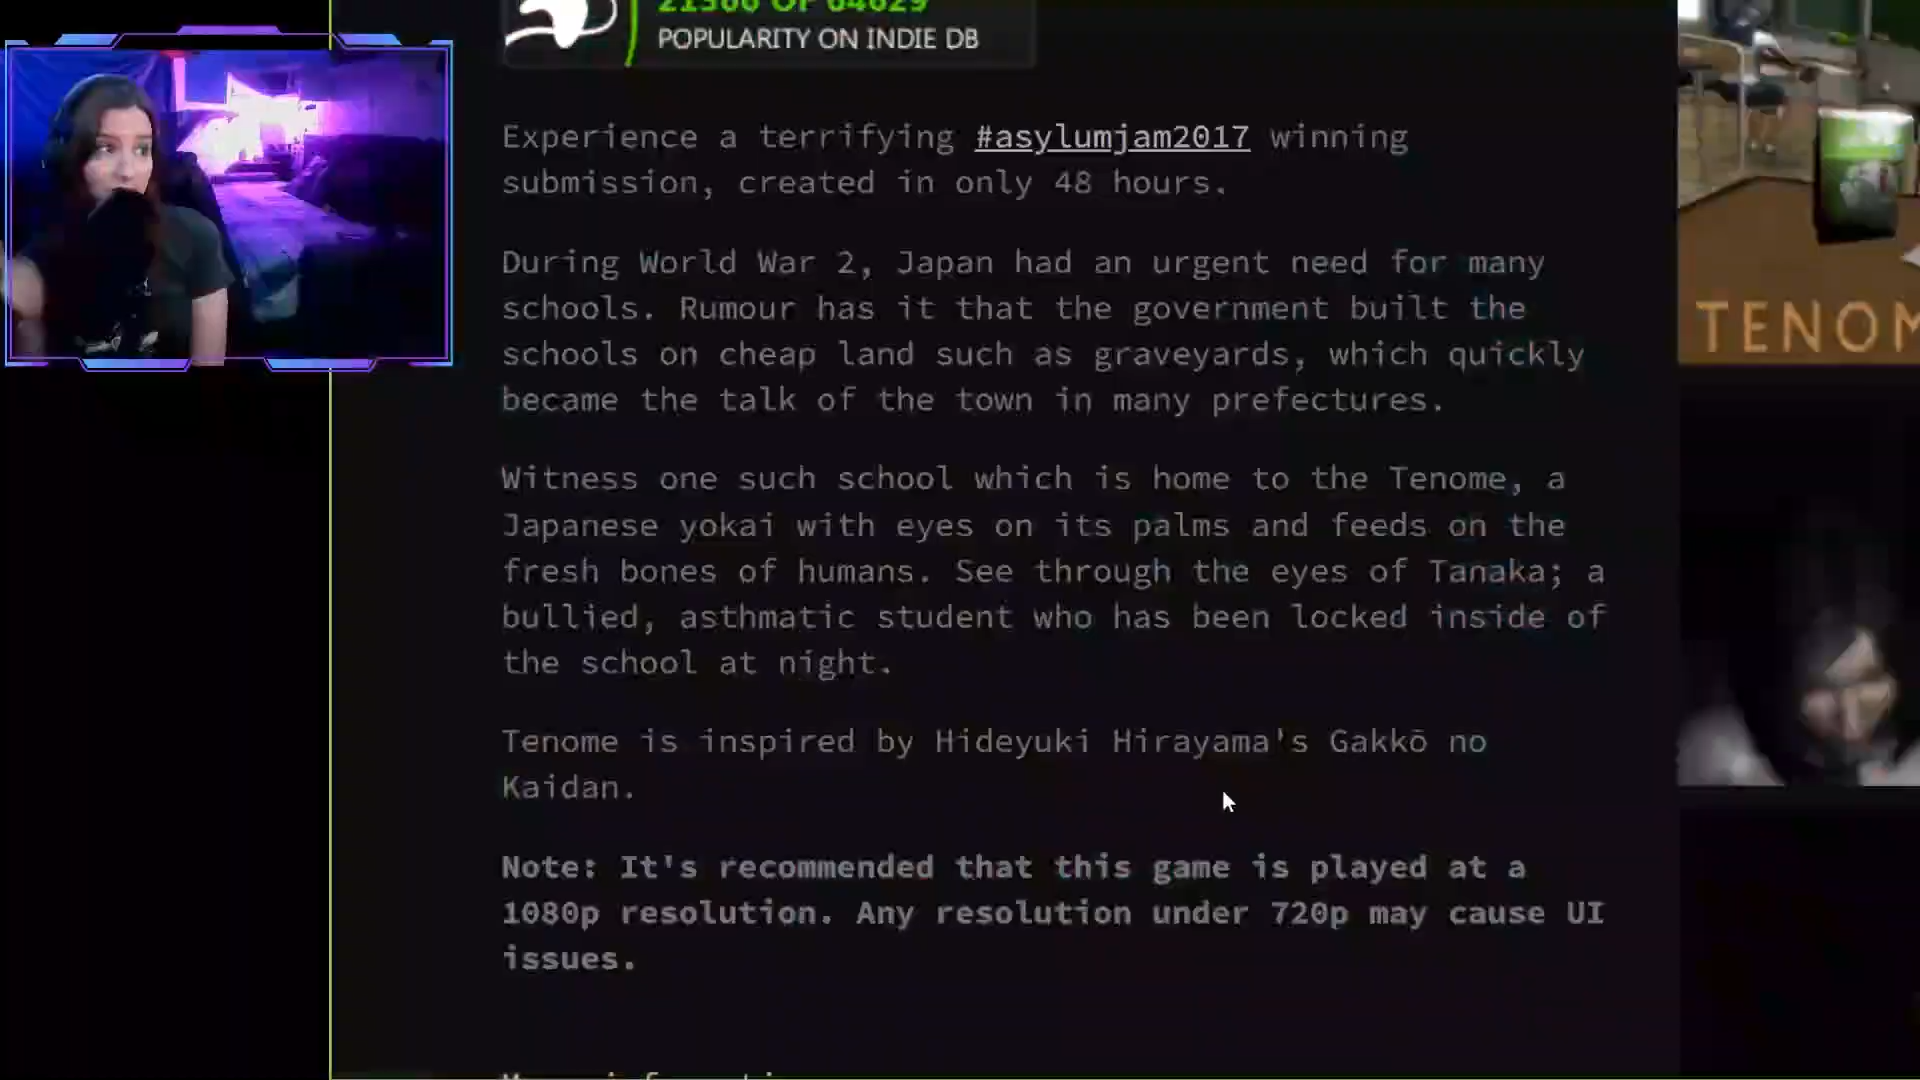 POPULARITY ON INDIE DB
Experience a terrifying #asylumjam2017 winning
submission, created in only 48 hours.
During World War 2, Japan had an urgent need for many
schools. Rumour has it that the government built the
schools on cheap land such as graveyards, which quickly
became the talk of the town in many prefectures.
Witness one such school which is home to the Tenome, a
Japanese yokai with eyes on its palms and feeds on the
fresh bones of humans. See through the eyes of Tanaka; a
bullied, asthmatic student who has been locked inside of
the school at night.
Tenome is inspired by Hideyuki Hirayama's Gakkō no
Kaidan.
Note: It's recommended that this game is played at a
1080p resolution. Any resolution under 720p may cause UI
issues.
TENOM